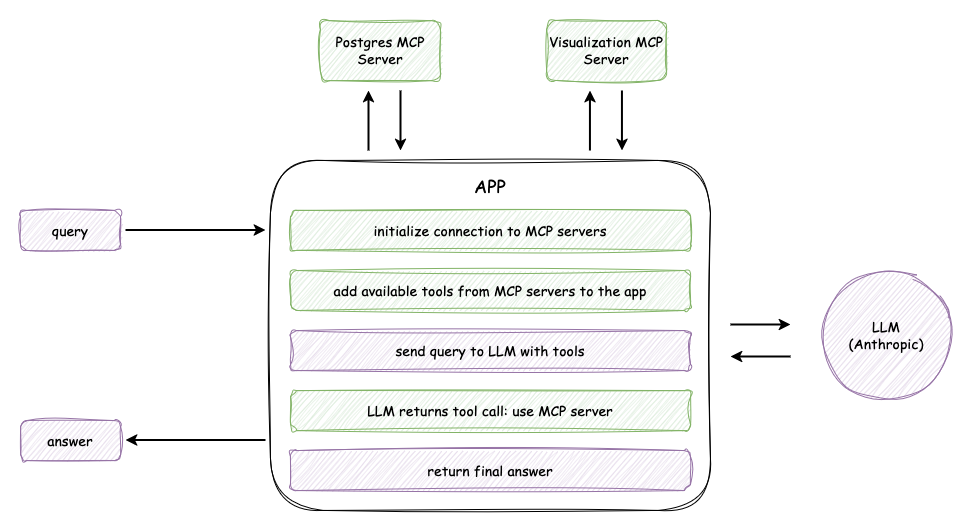 Postgres MCP
Server
Visualization MCP
Server
APP
query
initialize connection to MCP servers
add available tools from MCP servers to the app
send query to LLM with tools
LLM
(Anthropic)
LLM returns tool call: use MCP server
answer
return final answer